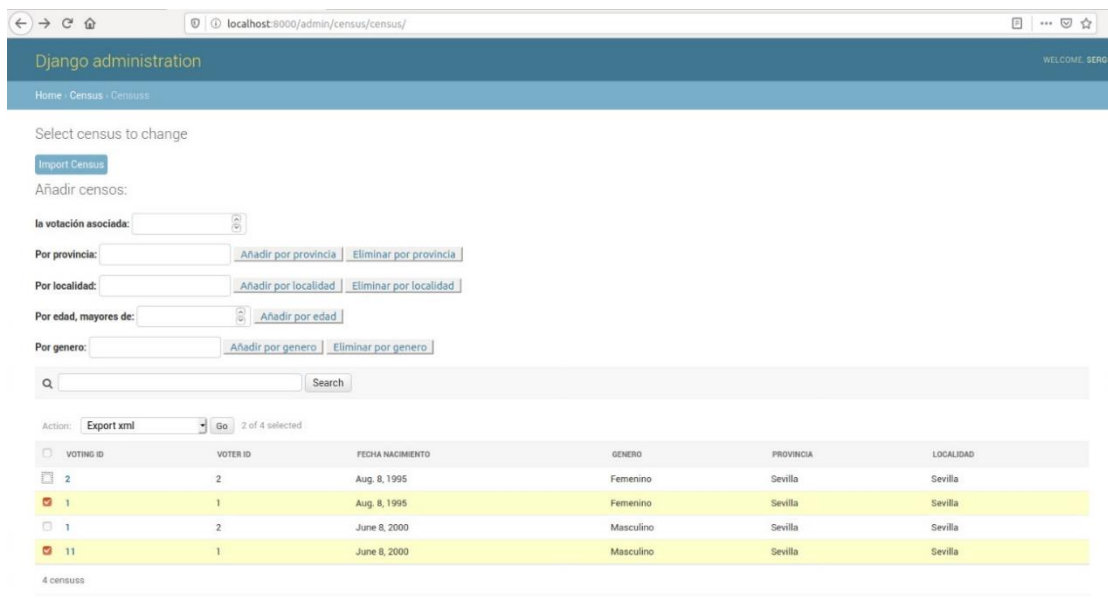 localhost:8000/admin/census/census/
Django administration
WELCOME, SERG
Home › Census › Censuss
Select census to change
Import Census
Añadir censos:
la votación asociada:
Por provincia: Añadir por provincia Eliminar por provincia
Por localidad: Añadir por localidad Eliminar por localidad
Por edad, mayores de: Añadir por edad
Por genero: Añadir por genero Eliminar por genero
Search
Action: Export xml Go 2 of 4 selected
VOTING ID VOTER ID FECHA NACIMIENTO GENERO PROVINCIA LOCALIDAD
2 2 Aug. 8, 1995 Femenino Sevilla Sevilla
1 1 Aug. 8, 1995 Femenino Sevilla Sevilla
1 2 June 8, 2000 Masculino Sevilla Sevilla
11 1 June 8, 2000 Masculino Sevilla Sevilla
4 censuss